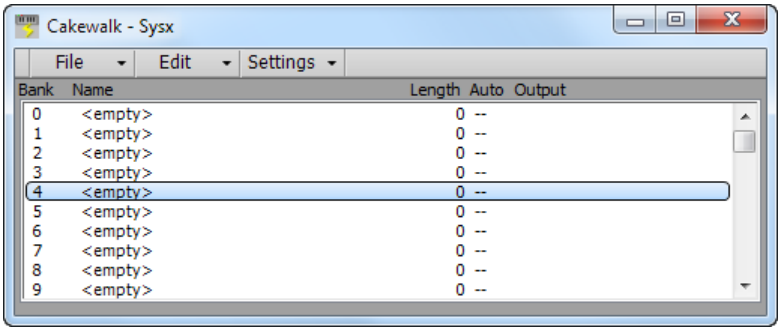 Cakewalk - Sysx
File Edit Settings
Bank Name Length Auto Output
0 <empty> 0 --
1 <empty> 0 --
2 <empty> 0 --
3 <empty> 0 --
4 <empty> 0 --
5 <empty> 0 --
6 <empty> 0 --
7 <empty> 0 --
8 <empty> 0 --
9 <empty> 0 --